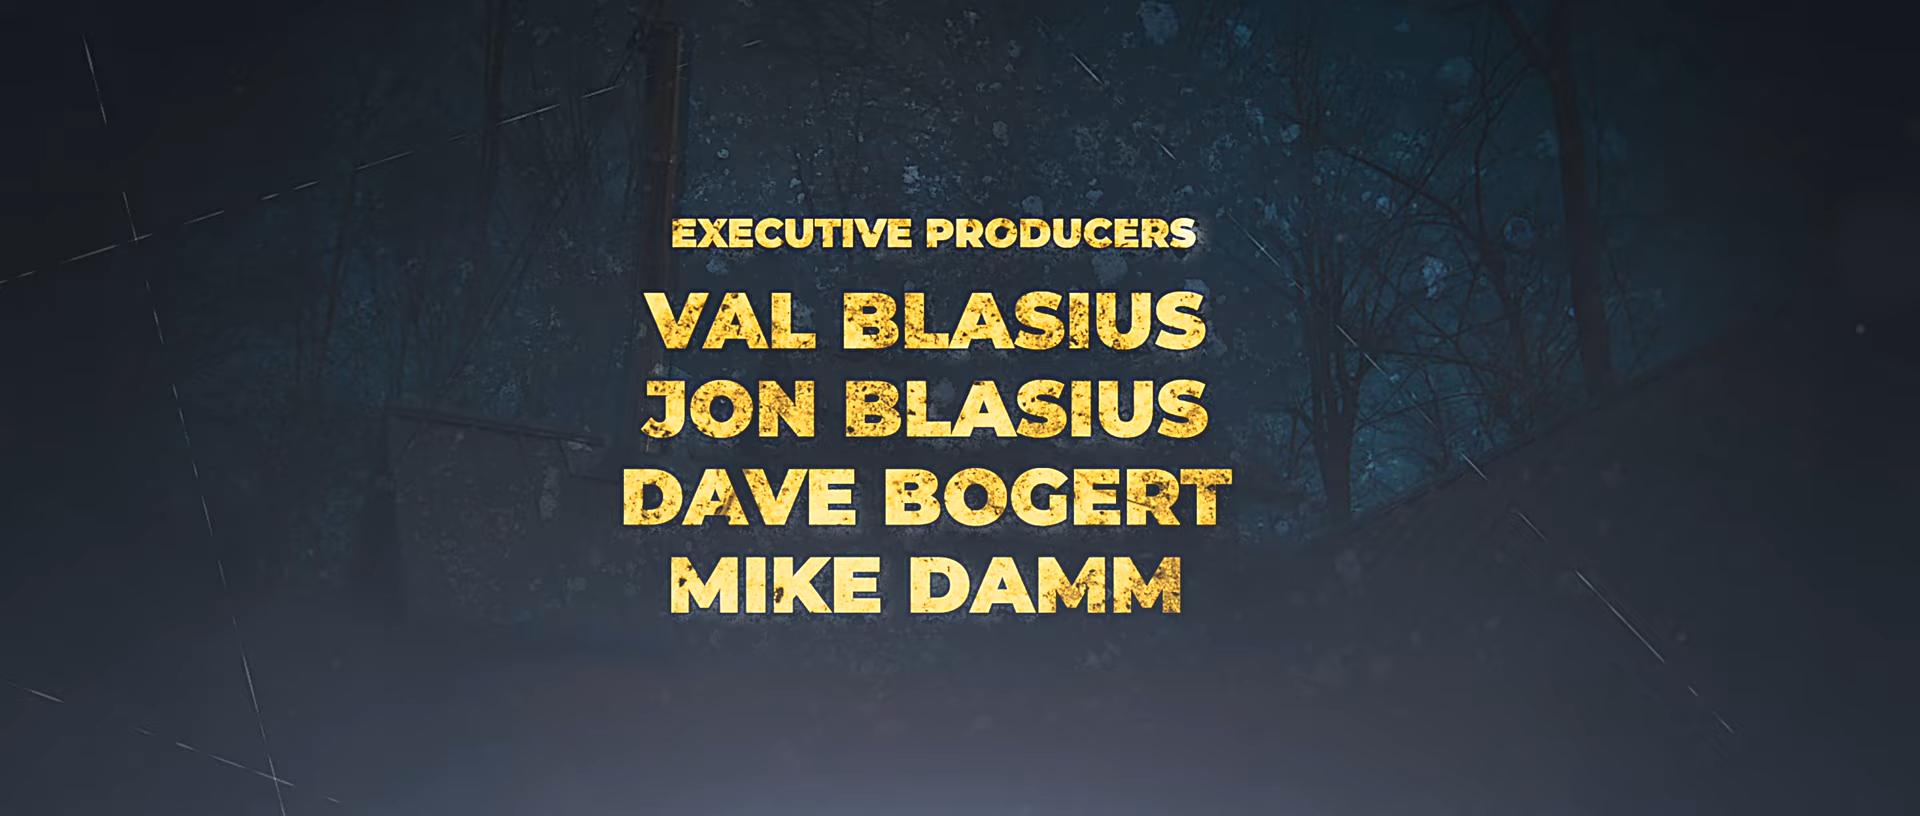 EXECUTIVE PRODUCERS
VAL BLASIUS
JON BLASIUS
DAVE BOGERT
MIKE DAMM